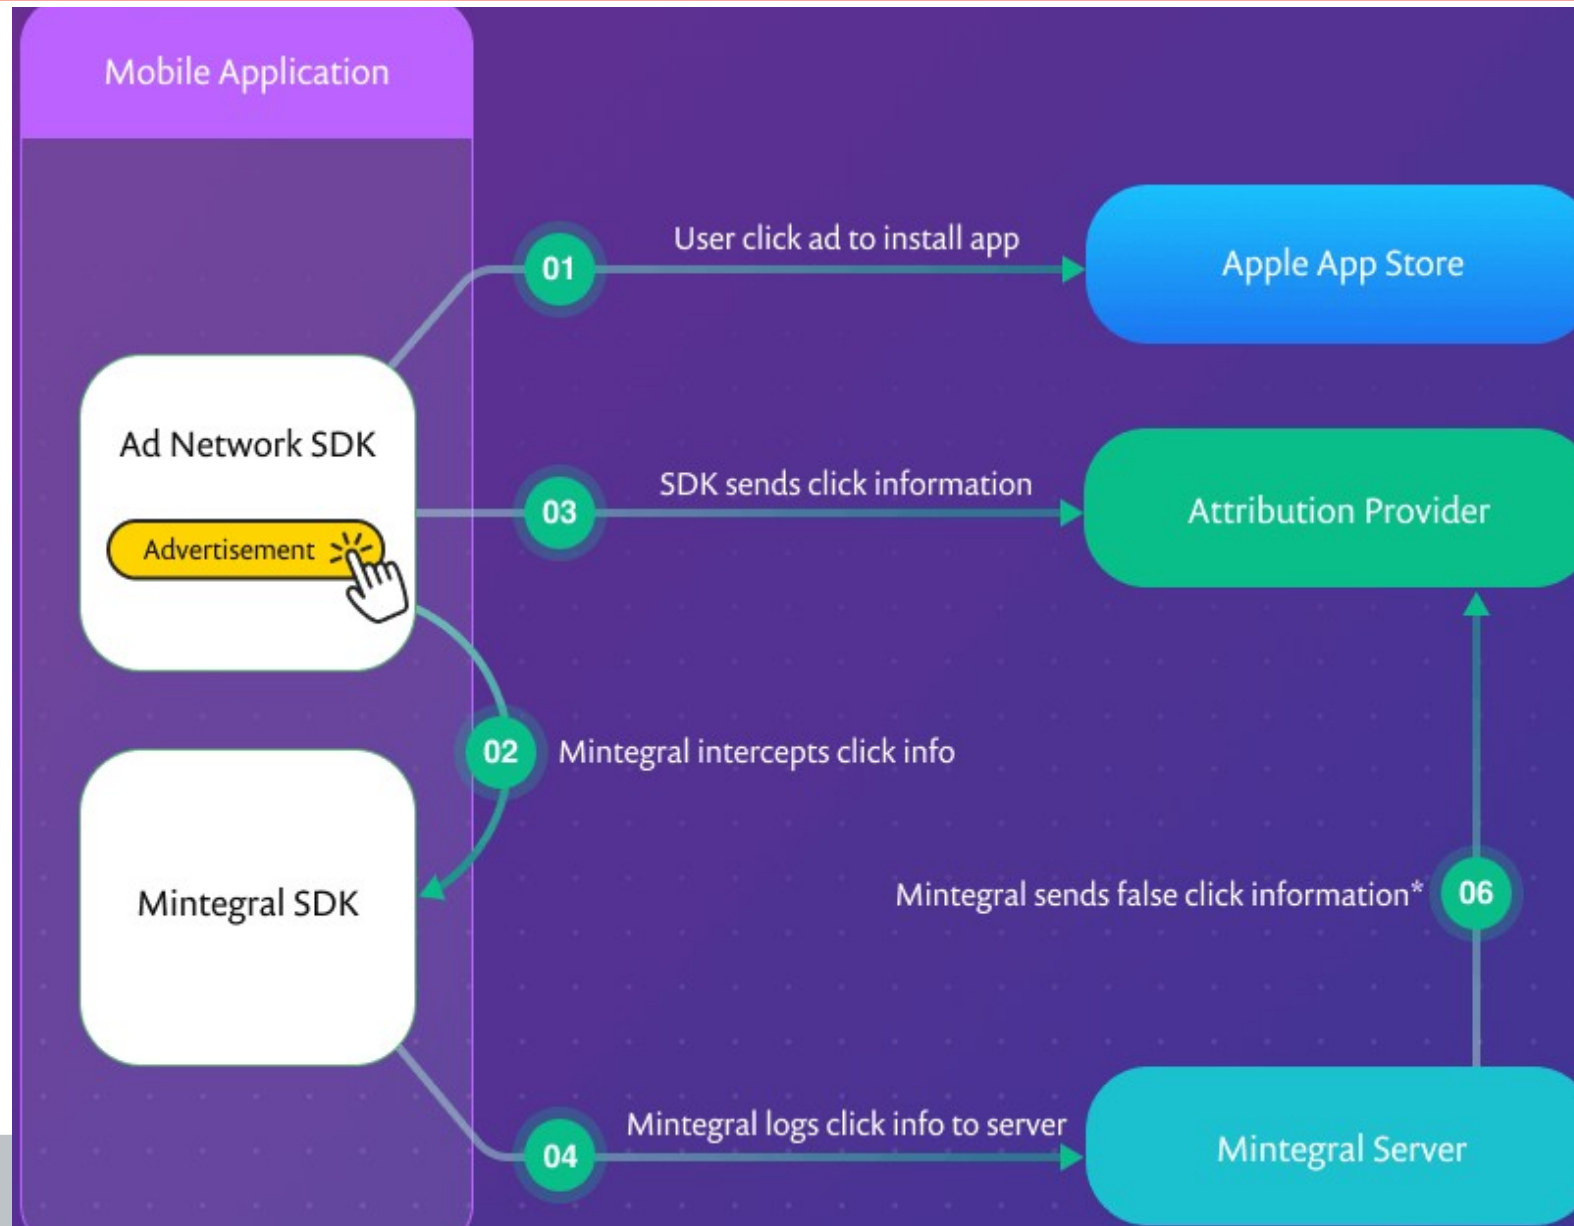 Mobile Application
User click ad to install app
01
Apple App Store
Ad Network SDK
SDK sends click information
03
Attribution Provider
Advertisement
02
Mintegral intercepts click info
Mintegral SDK
Mintegral sends false click information*
06
Mintegral logs click info to server
04
Mintegral Server